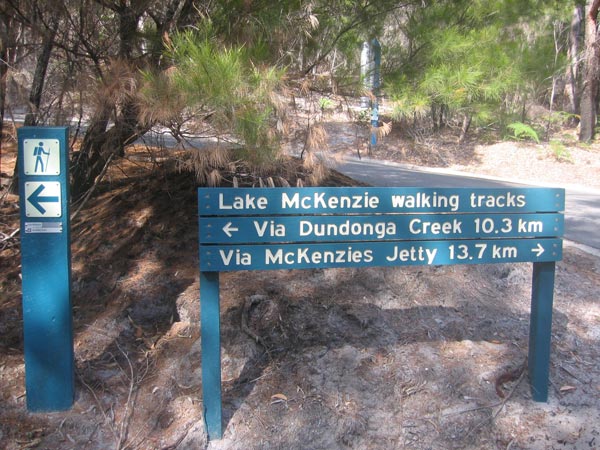 Lake McKenzie walking tracks
← Via Dundonga Creek 10.3 km
Via McKenzies Jetty 13.7 km →